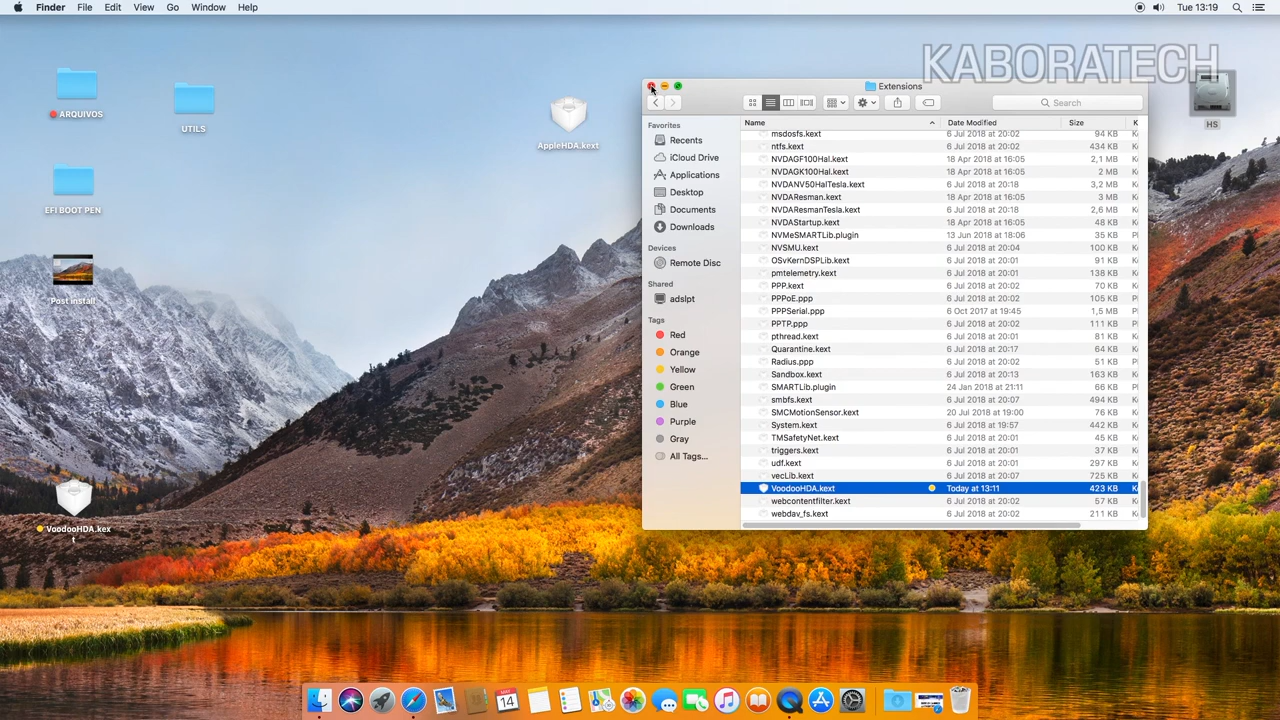 Finder File Edit View Go Window Help Tue 13:19
KABORATECH
ARQUIVOS
UTILS
EFI BOOT PEN
Post install
VoodooHDA.kex
t
AppleHDA.kext
HS
Extensions
Search
Favorites
Recents
iCloud Drive
Applications
Desktop
Documents
Downloads
Devices
Remote Disc
Shared
adslpt
Tags
Red
Orange
Yellow
Green
Blue
Purple
Gray
All Tags...
Name Date Modified Size K
msdosfs.kext 6 Jul 2018 at 20:02 94 KB K
ntfs.kext 6 Jul 2018 at 20:02 434 KB K
NVDAGF100Hal.kext 18 Apr 2018 at 16:05 2,1 MB K
NVDAGK100Hal.kext 18 Apr 2018 at 16:05 2 MB K
NVDANV50HalTesla.kext 6 Jul 2018 at 20:18 3,2 MB K
NVDAResman.kext 18 Apr 2018 at 16:05 3 MB K
NVDAResmanTesla.kext 6 Jul 2018 at 20:18 2,6 MB K
NVDAStartup.kext 18 Apr 2018 at 16:05 48 KB K
NVMeSMARTLib.plugin 13 Jun 2018 at 18:06 35 KB K
NVSMU.kext 6 Jul 2018 at 20:04 100 KB K
OSvKernDSPLib.kext 6 Jul 2018 at 20:01 91 KB K
pmtelemetry.kext 6 Jul 2018 at 20:01 138 KB K
PPP.kext 6 Jul 2018 at 20:02 70 KB K
PPPoE.ppp 6 Jul 2018 at 20:02 105 KB P
PPPSerial.ppp 6 Oct 2017 at 19:45 1,5 MB P
PPTP.ppp 6 Jul 2018 at 20:02 111 KB P
pthread.kext 6 Jul 2018 at 20:01 81 KB K
Quarantine.kext 6 Jul 2018 at 20:17 64 KB K
Radius.ppp 6 Jul 2018 at 20:02 51 KB P
Sandbox.kext 6 Jul 2018 at 20:13 163 KB K
SMARTLib.plugin 24 Jan 2018 at 21:11 66 KB K
smbfs.kext 6 Jul 2018 at 20:07 494 KB K
SMCMotionSensor.kext 20 Jul 2018 at 19:00 76 KB K
System.kext 6 Jul 2018 at 19:57 442 KB K
TMSafetyNet.kext 6 Jul 2018 at 20:01 45 KB K
triggers.kext 6 Jul 2018 at 20:01 37 KB K
udf.kext 6 Jul 2018 at 20:01 297 KB K
vecLib.kext 6 Jul 2018 at 20:01 725 KB K
VoodooHDA.kext Today at 13:11 423 KB K
webcontentfilter.kext 6 Jul 2018 at 20:02 57 KB K
webdav_fs.kext 6 Jul 2018 at 20:02 211 KB K
14